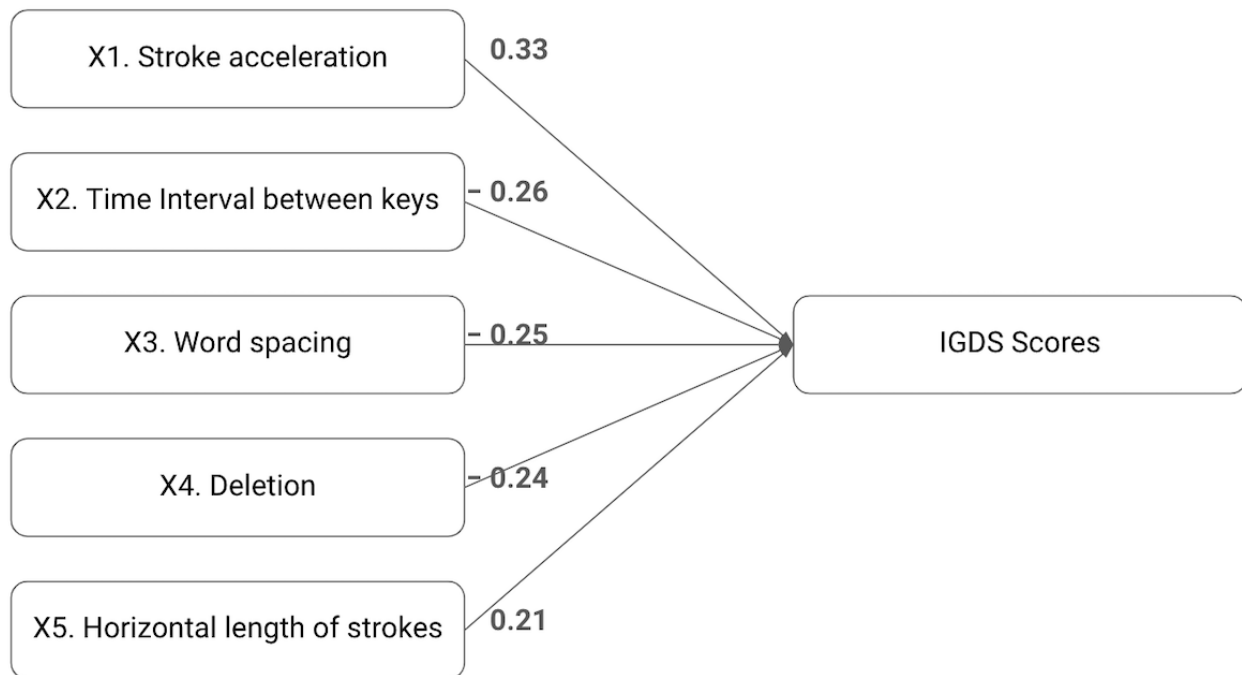 X1. Stroke acceleration
0.33
X2. Time Interval between keys
– 0.26
X3. Word spacing
– 0.25
IGDS Scores
X4. Deletion
– 0.24
X5. Horizontal length of strokes
0.21